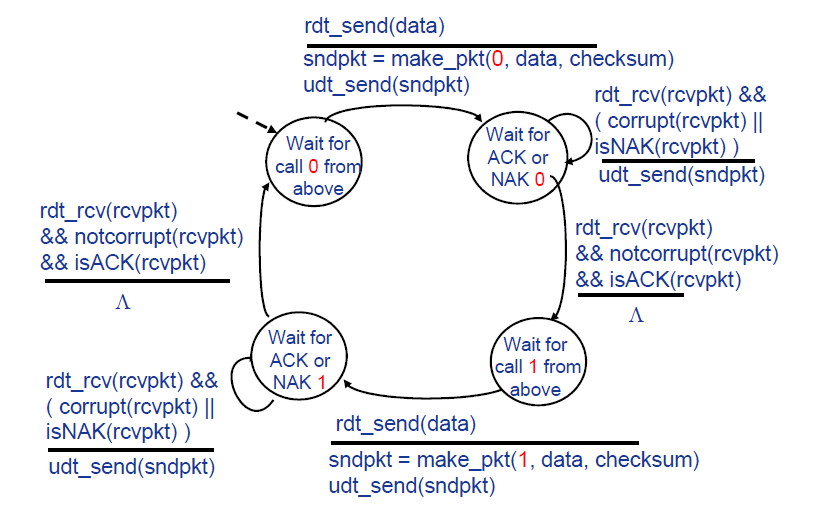 rdt_send(data)
sndpkt = make_pkt(0, data, checksum)
udt_send(sndpkt)
Wait for
call 0 from
above
Wait for
ACK or
NAK 0
rdt_rcv(rcvpkt) &&
( corrupt(rcvpkt) ||
isNAK(rcvpkt) )
udt_send(sndpkt)
rdt_rcv(rcvpkt)
&& notcorrupt(rcvpkt)
&& isACK(rcvpkt)
Λ
rdt_rcv(rcvpkt)
&& notcorrupt(rcvpkt)
&& isACK(rcvpkt)
Λ
Wait for
ACK or
NAK 1
Wait for
call 1 from
above
rdt_rcv(rcvpkt) &&
( corrupt(rcvpkt) ||
isNAK(rcvpkt) )
udt_send(sndpkt)
rdt_send(data)
sndpkt = make_pkt(1, data, checksum)
udt_send(sndpkt)